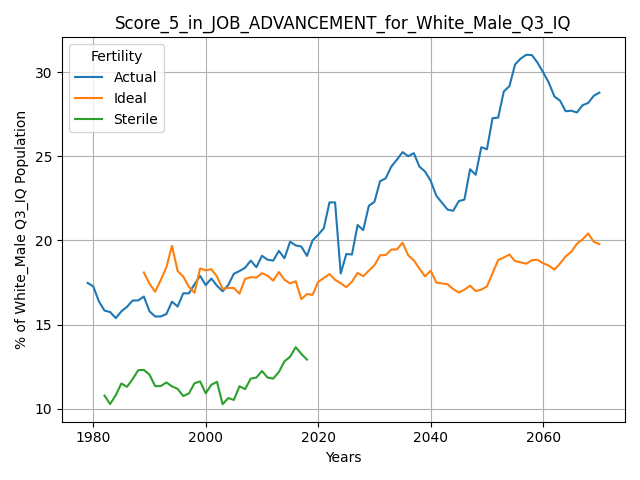 Score_5_in_JOB_ADVANCEMENT_for_White_Male_Q3_IQ
Fertility
Actual
Ideal
Sterile
% of White_Male Q3_IQ Population
30
25
20
15
10
1980
2000
2020
2040
2060
Years